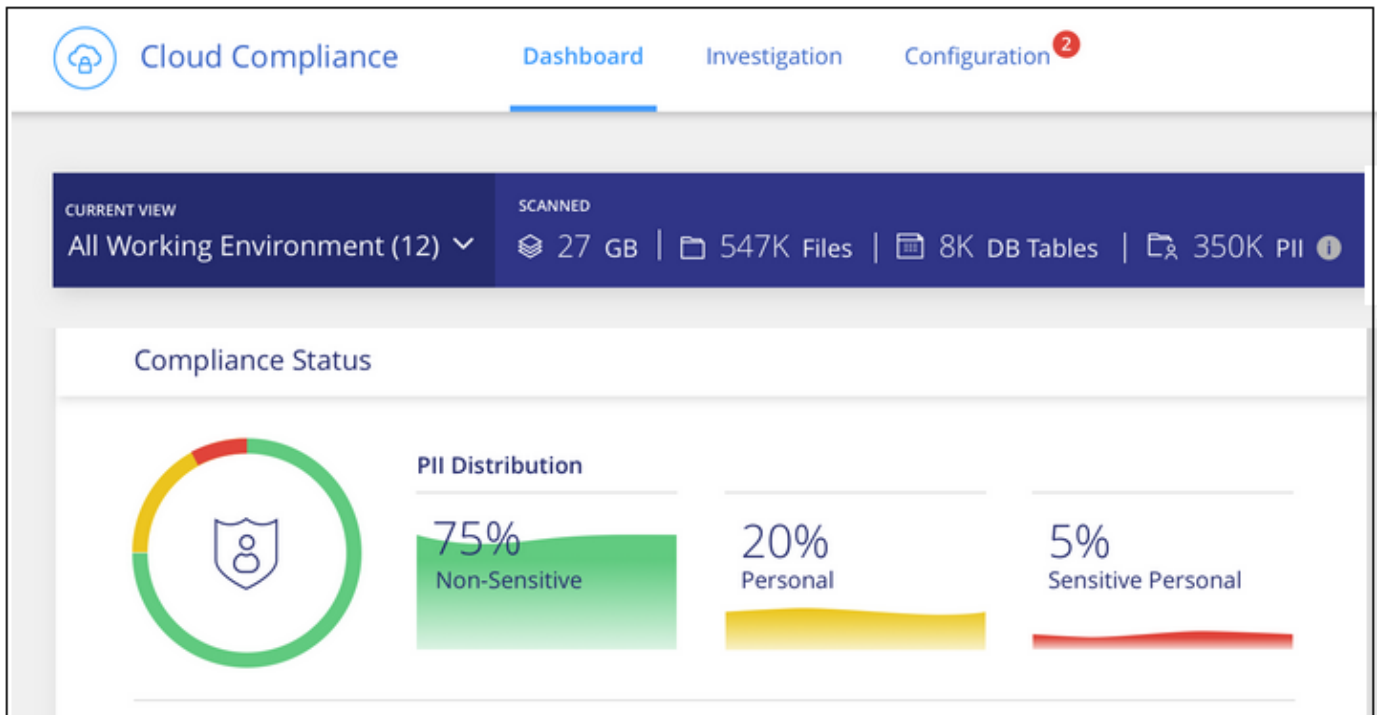 Cloud Compliance Dashboard Investigation Configuration 2
CURRENT VIEW
All Working Environment (12)
SCANNED
27 GB | 547K Files | 8K DB Tables | 350K PII i
Compliance Status
PII Distribution
75%
Non-Sensitive
20%
Personal
5%
Sensitive Personal